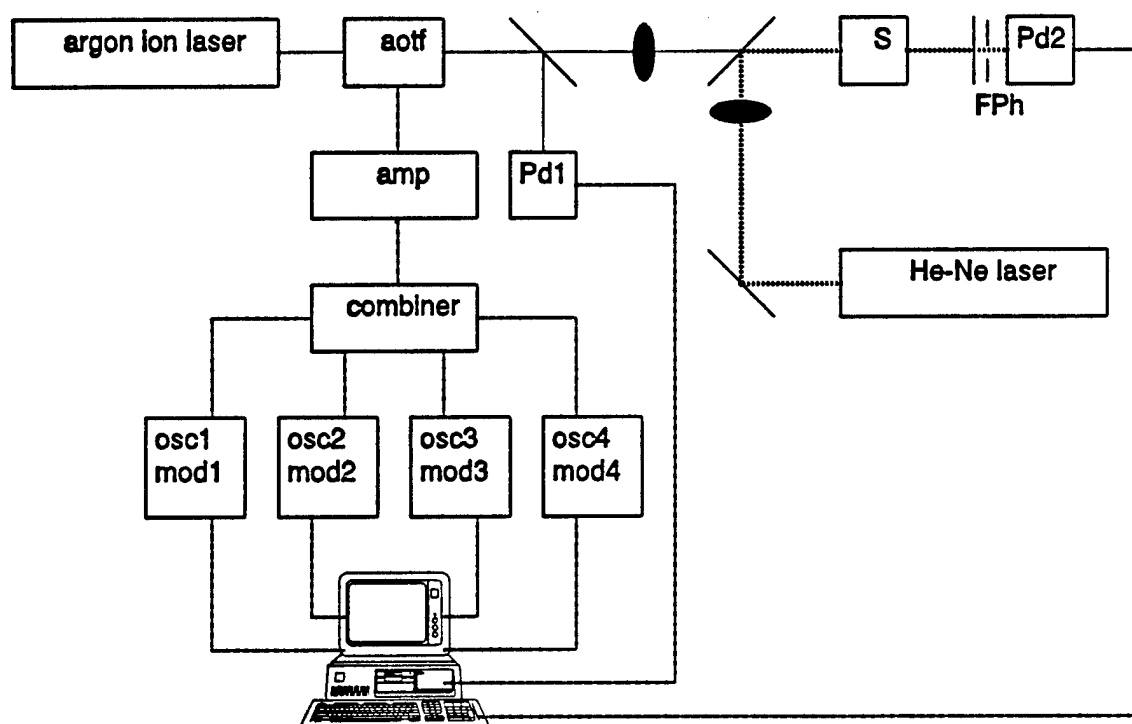 argon ion laser
aotf
S
Pd2
FPh
amp
Pd1
He-Ne laser
combiner
osc1
mod1
osc2
mod2
osc3
mod3
osc4
mod4